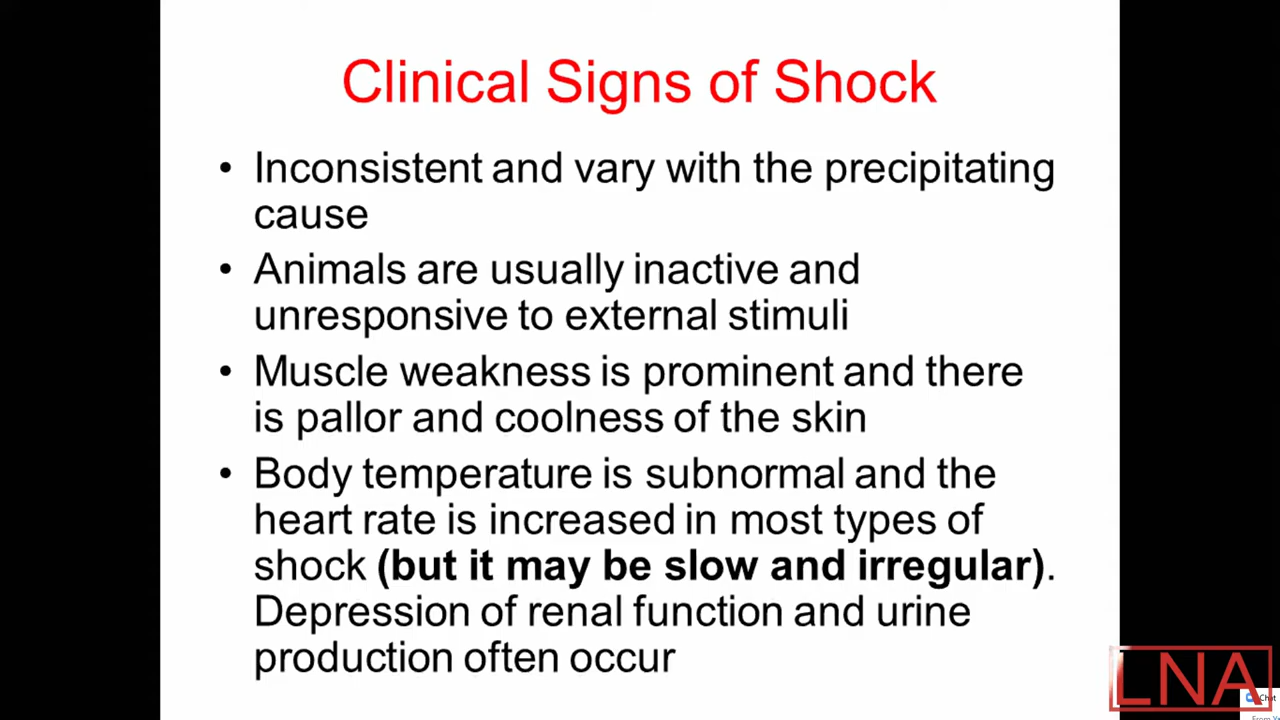 Clinical Signs of Shock
• Inconsistent and vary with the precipitating
cause
• Animals are usually inactive and
unresponsive to external stimuli
• Muscle weakness is prominent and there
is pallor and coolness of the skin
• Body temperature is subnormal and the
heart rate is increased in most types of
shock (but it may be slow and irregular).
Depression of renal function and urine
production often occur
LNA
Chat